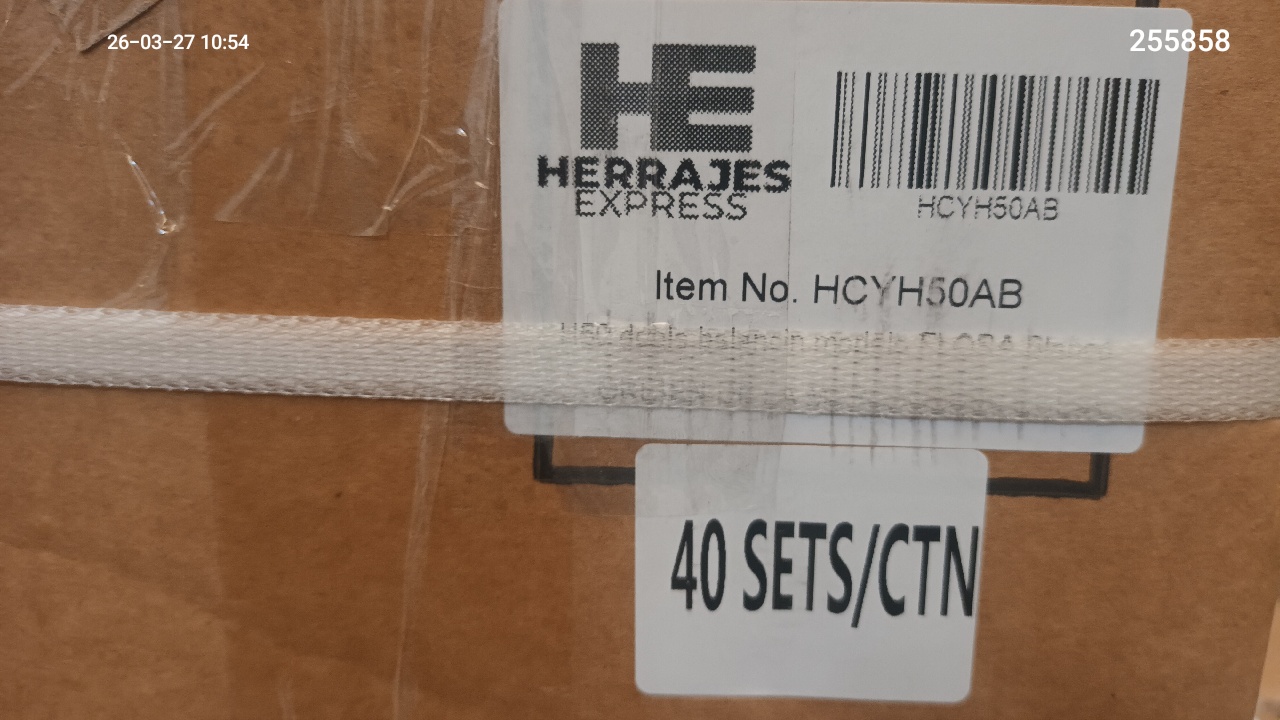 26-03-27 10:54
255858
HE
HERRAJES
EXPRESS
HCYH50AB
Item No. HCYH50AB
40 SETS/CTN